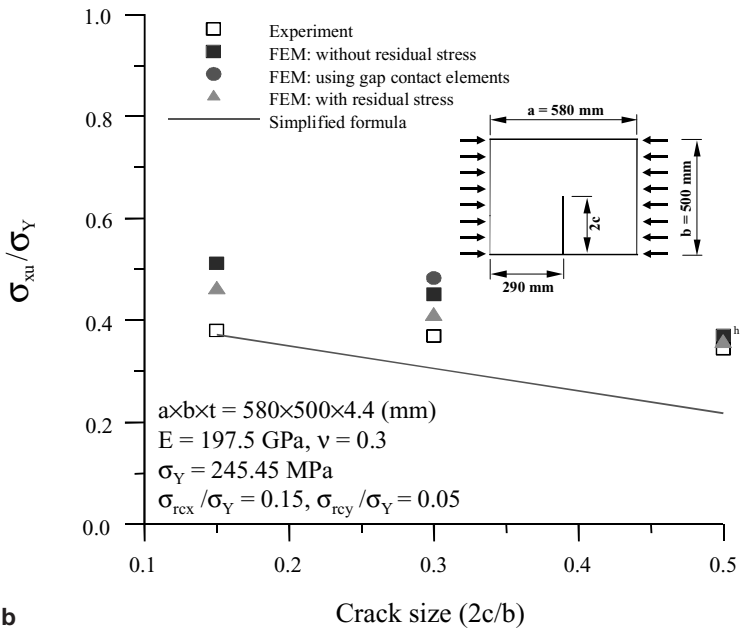 1.0
0.8
0.6
0.4
0.2
0.0
σxu/σY
Experiment
FEM: without residual stress
FEM: using gap contact elements
FEM: with residual stress
Simplified formula
a = 580 mm
b = 500 mm
2c
290 mm
h
a×b×t = 580×500×4.4 (mm)
E = 197.5 GPa, ν = 0.3
σY = 245.45 MPa
σrcx /σY = 0.15, σrcy /σY = 0.05
0.1 0.2 0.3 0.4 0.5
Crack size (2c/b)
b